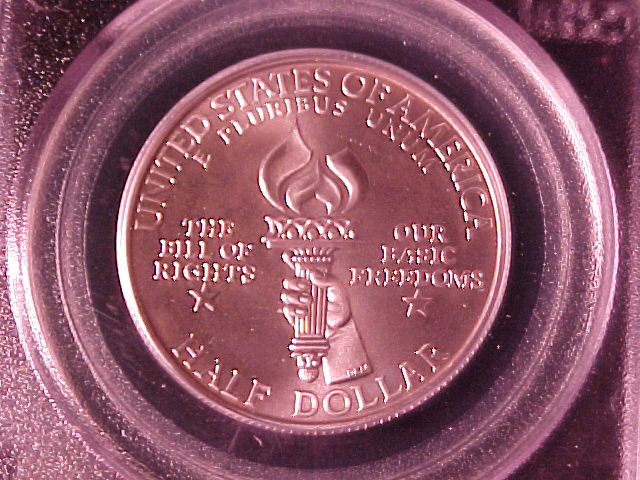 UNITED STATES OF AMERICA
E PLURIBUS UNUM
THE
BILL OF
RIGHTS
OUR
BASIC
FREEDOMS
HALF DOLLAR